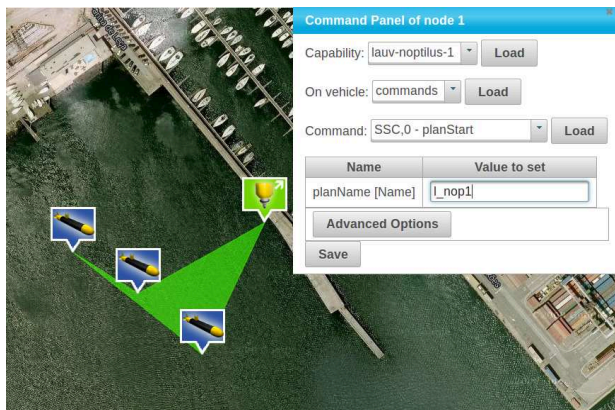 Command Panel of node 1
Capability: lauv-noptilus-1 Load
On vehicle: commands Load
Command: SSC,0 - planStart Load
Name Value to set
planName [Name] l_nop1
Advanced Options
Save